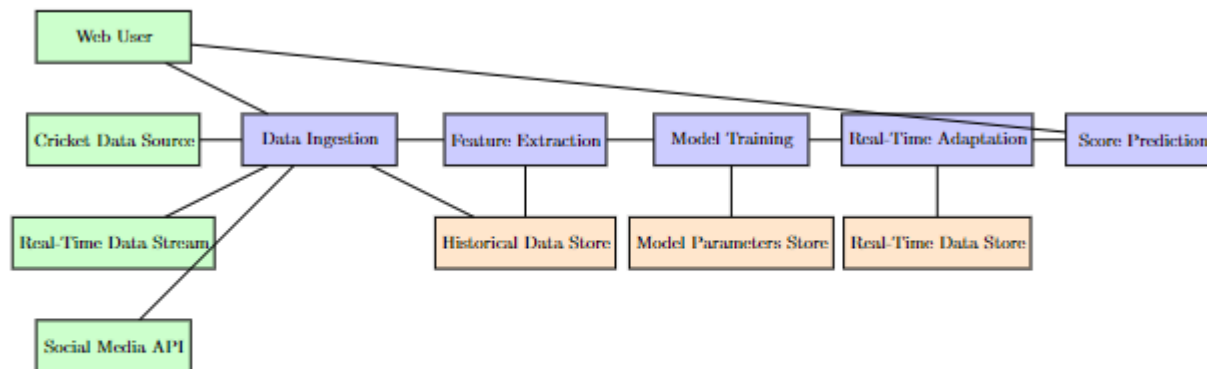 Web User
Cricket Data Source
Data Ingestion
Feature Extraction
Model Training
Real-Time Adaptation
Score Prediction
Real-Time Data Stream
Historical Data Store
Model Parameters Store
Real-Time Data Store
Social Media API